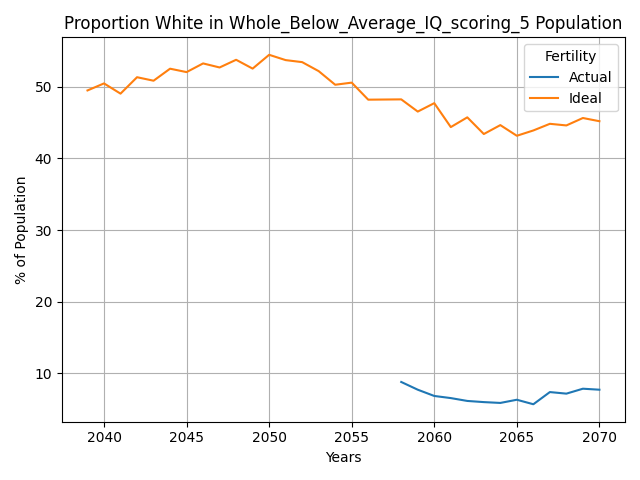 Proportion White in Whole_Below_Average_IQ_scoring_5 Population
Fertility
Actual
Ideal
% of Population
50
40
30
20
10
2040 2045 2050 2055 2060 2065 2070
Years